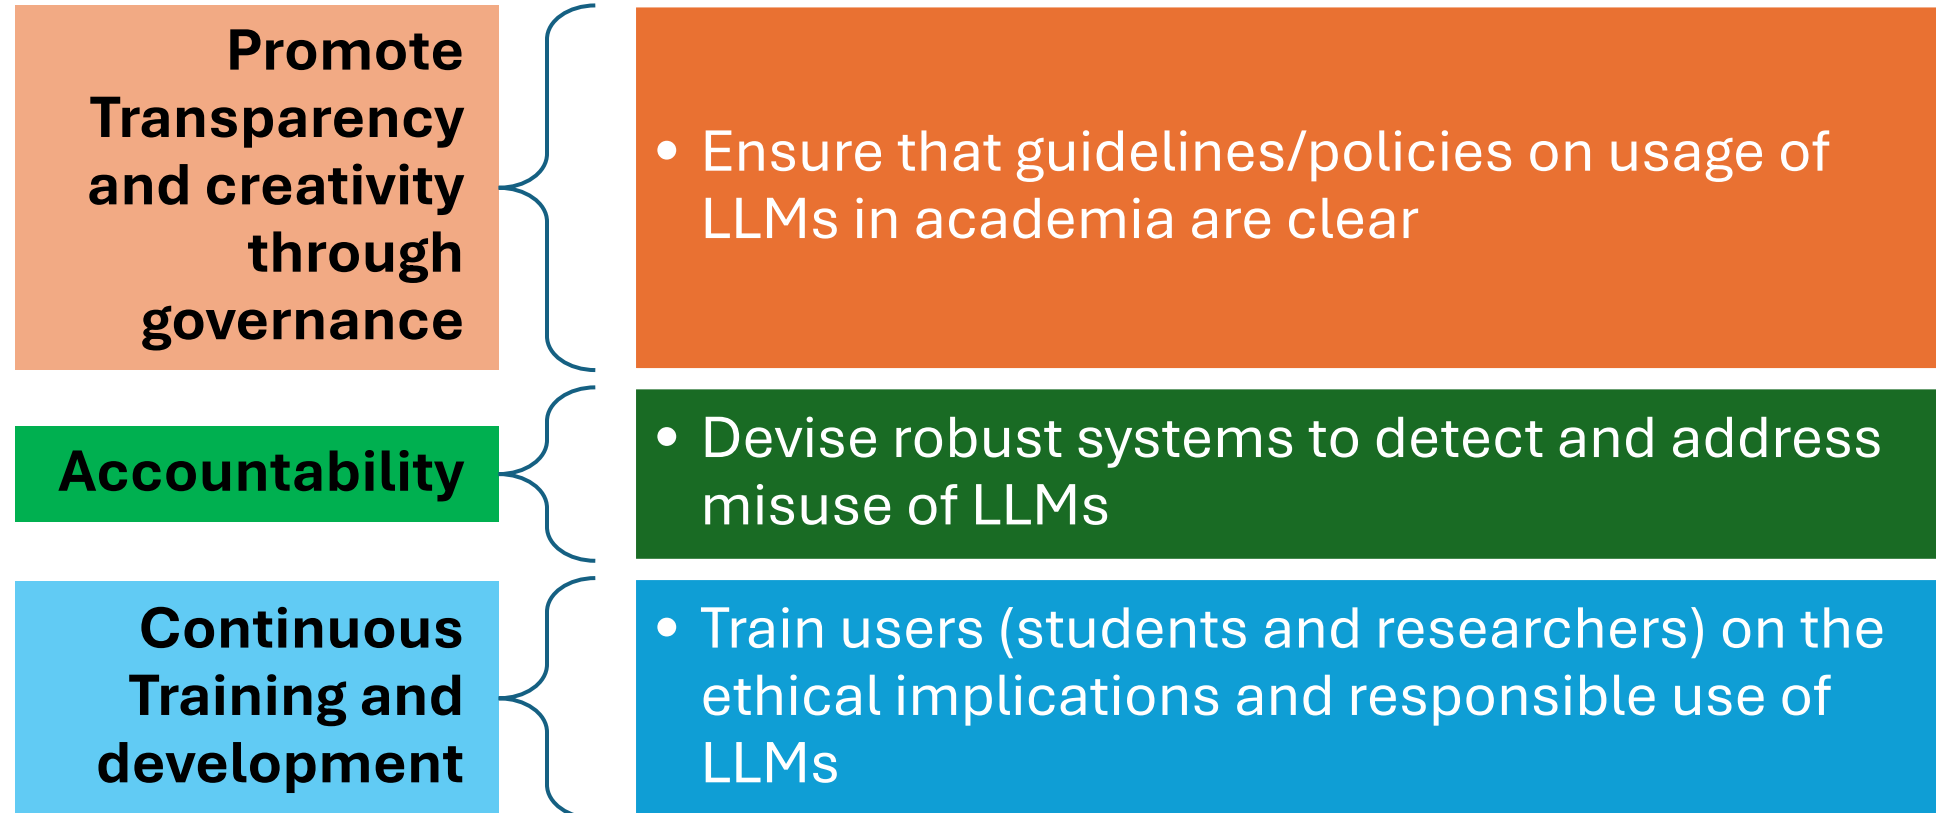 Promote
Transparency
and creativity
through
governance
• Ensure that guidelines/policies on usage of
LLMs in academia are clear
Accountability
• Devise robust systems to detect and address
misuse of LLMs
Continuous
Training and
development
• Train users (students and researchers) on the
ethical implications and responsible use of
LLMs